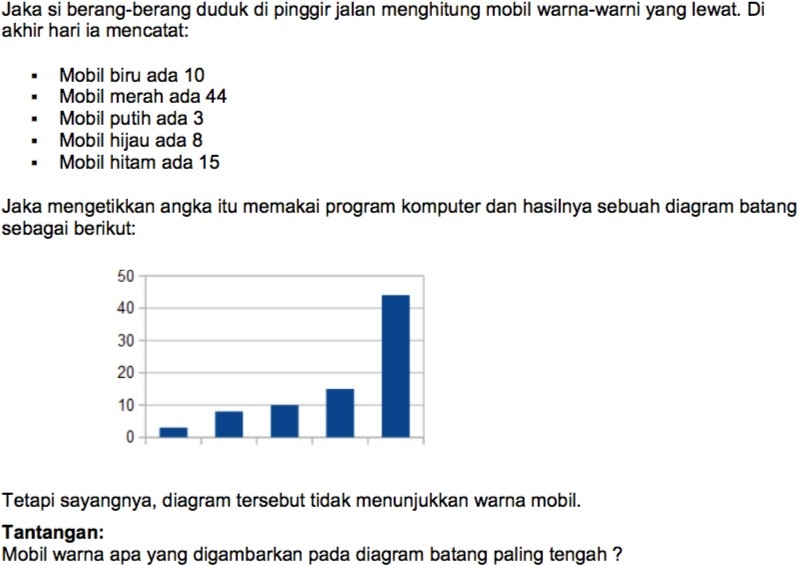 Jaka si berang-berang duduk di pinggir jalan menghitung mobil warna-warni yang lewat. Di
akhir hari ia mencatat:
▪ Mobil biru ada 10
▪ Mobil merah ada 44
▪ Mobil putih ada 3
▪ Mobil hijau ada 8
▪ Mobil hitam ada 15
Jaka mengetikkan angka itu memakai program komputer dan hasilnya sebuah diagram batang
sebagai berikut:
50
40
30
20
10
0
Tetapi sayangnya, diagram tersebut tidak menunjukkan warna mobil.
Tantangan:
Mobil warna apa yang digambarkan pada diagram batang paling tengah ?